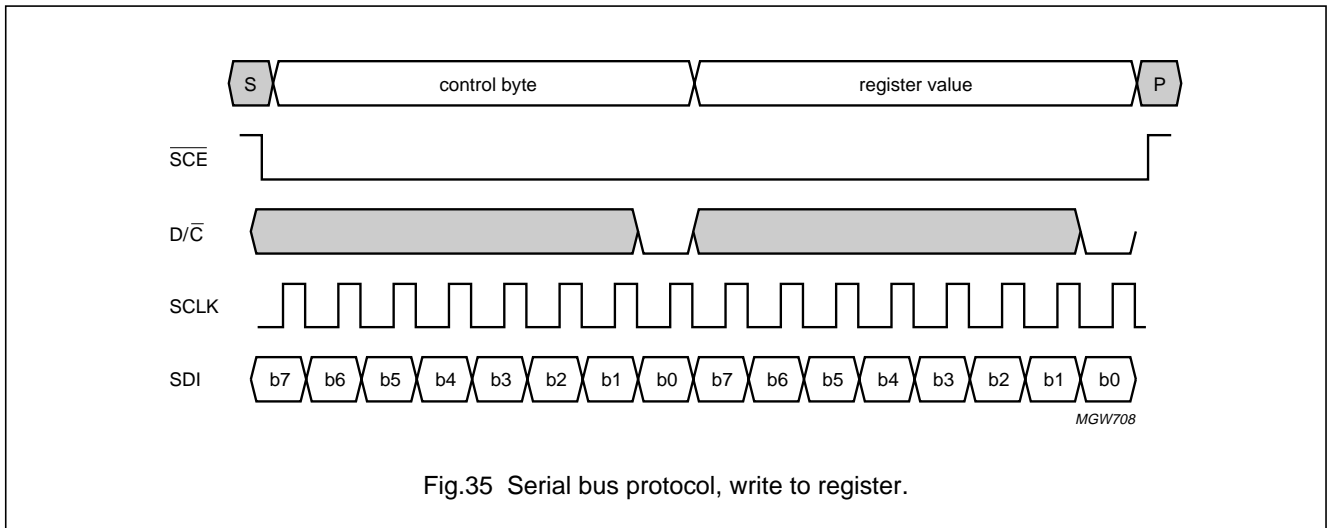 S control byte register value P
S̅C̅E̅
D/C̅
SCLK
SDI b7 b6 b5 b4 b3 b2 b1 b0 b7 b6 b5 b4 b3 b2 b1 b0
MGW708
Fig.35 Serial bus protocol, write to register.